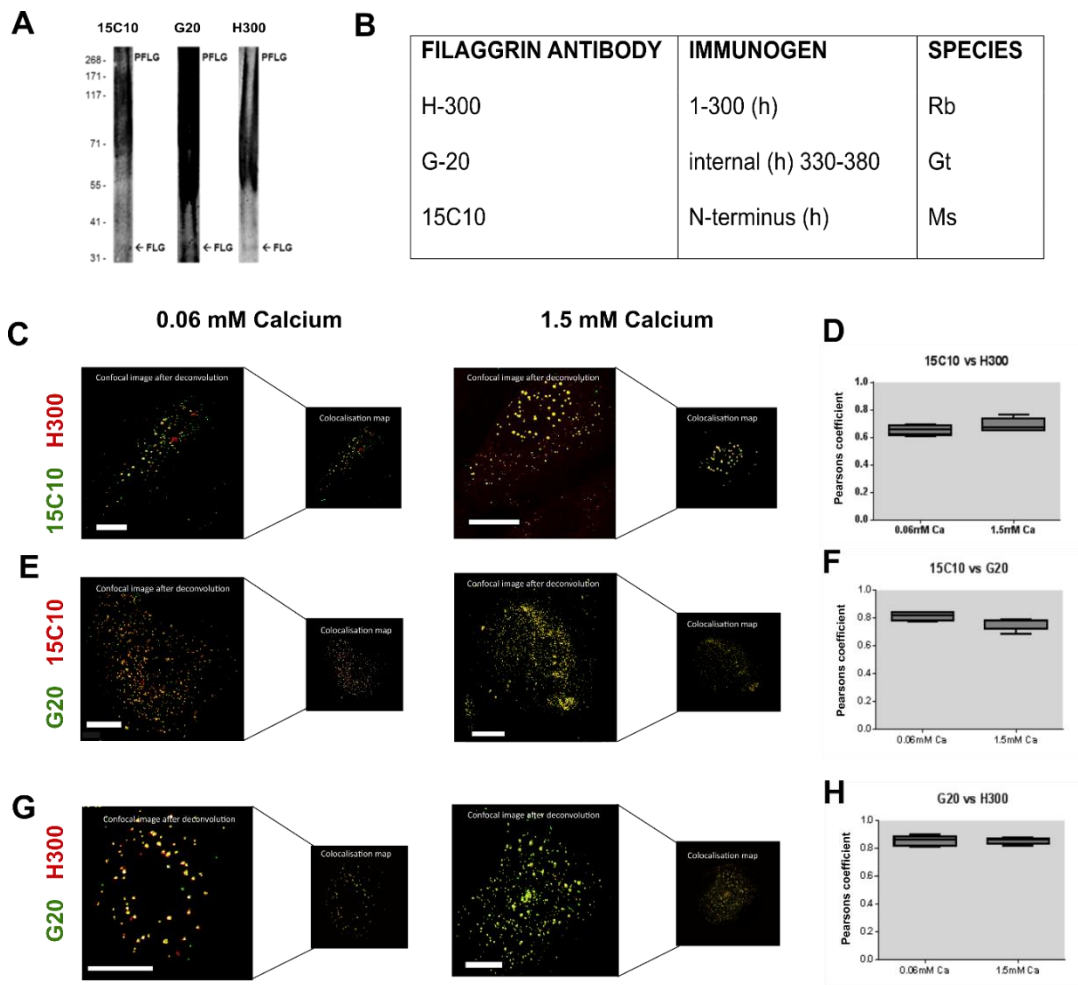 A
15C10 G20 H300
268 -
171 -
117 -
71 -
55 -
41 -
31 -
PFLG PFLG PFLG
← FLG ← FLG ← FLG
B
FILAGGRIN ANTIBODY IMMUNOGEN SPECIES
H-300 1-300 (h) Rb
G-20 internal (h) 330-380 Gt
15C10 N-terminus (h) Ms
0.06 mM Calcium 1.5 mM Calcium
C
15C10 H300
Confocal image after deconvolution
Colocalisation map
Confocal image after deconvolution
Colocalisation map
D
15C10 vs H300
Pearsons coefficient
1.0
0.8
0.6
0.4
0.2
0.0
0.06mM Ca 1.5mM Ca
E
G20 15C10
Confocal image after deconvolution
Colocalisation map
Confocal image after deconvolution
Colocalisation map
F
15C10 vs G20
Pearsons coefficient
1.0
0.8
0.6
0.4
0.2
0.0
0.06mM Ca 1.5mM Ca
G
G20 H300
Confocal image after deconvolution
Colocalisation map
Confocal image after deconvolution
Colocalisation map
H
G20 vs H300
Pearsons coefficient
1.0
0.8
0.6
0.4
0.2
0.0
0.06mM Ca 1.5mM Ca